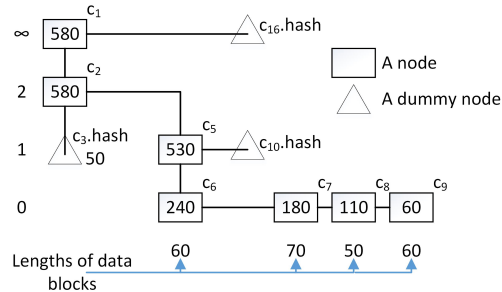 c1
∞ 580 c16.hash
c2
2 580
A node
A dummy node
c3.hash
50
c5
1 530 c10.hash
c6 c7 c8 c9
0 240 180 110 60
60 70 50 60
Lengths of data
blocks